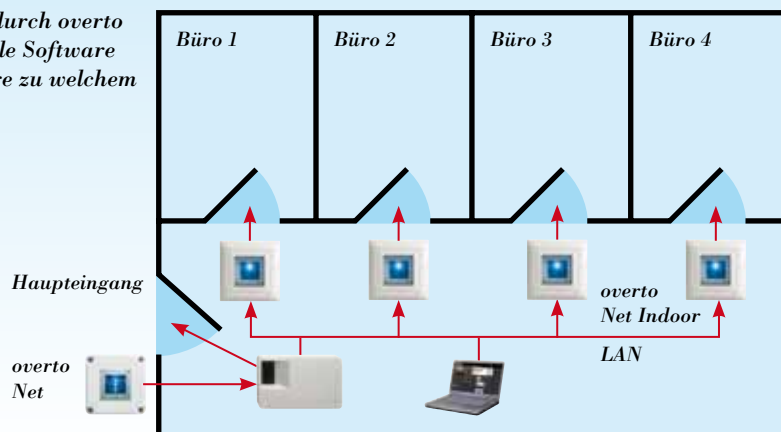 durch overto
le Software
re zu welchem
Büro 1
Büro 2
Büro 3
Büro 4
Haupteingang
overto
Net Indoor
LAN
overto
Net